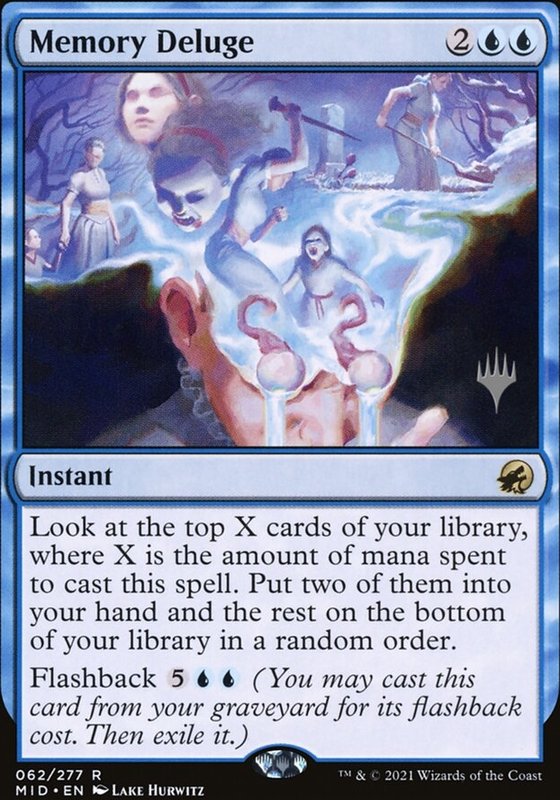 Memory Deluge 2
Instant
Look at the top X cards of your library,
where X is the amount of mana spent
to cast this spell. Put two of them into
your hand and the rest on the bottom
of your library in a random order.
Flashback 5 (You may cast this
card from your graveyard for its flashback
cost. Then exile it.)
062/277 R
MID • EN Lake Hurwitz
™ & © 2021 Wizards of the Coast